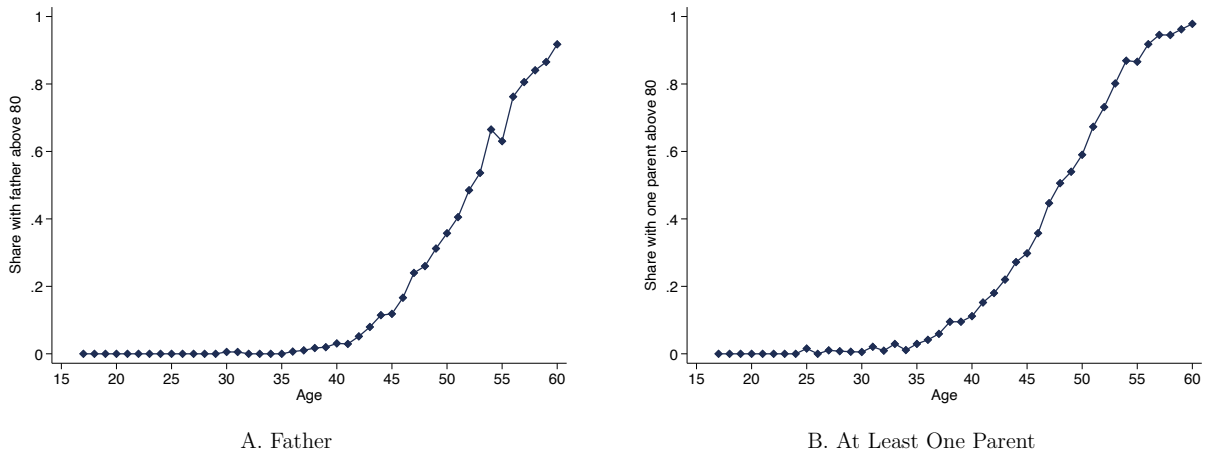 Share with father above 80
1
.8
.6
.4
.2
0
15 20 25 30 35 40 45 50 55 60
Age
A. Father
Share with one parent above 80
1
.8
.6
.4
.2
0
15 20 25 30 35 40 45 50 55 60
Age
B. At Least One Parent